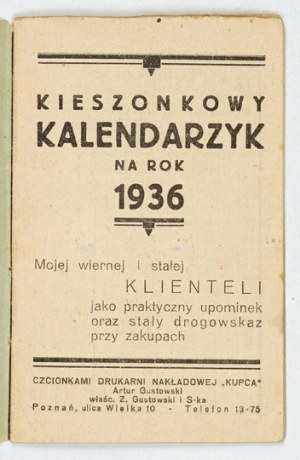 KIESZONKOWY
KALENDARZYK
NA ROK
1936
Mojej wiernej i stałej
KLIENTELI
jako praktyczny upominek
oraz stały drogowskaz
przy zakupach
CZCIONKAMI DRUKARNI NAKŁADOWEJ „KUPCA"
Artur Gustowski
właśc. Z. Gustowski i S-ka
Poznań, ulica Wielka 10 - Telefon 13-75